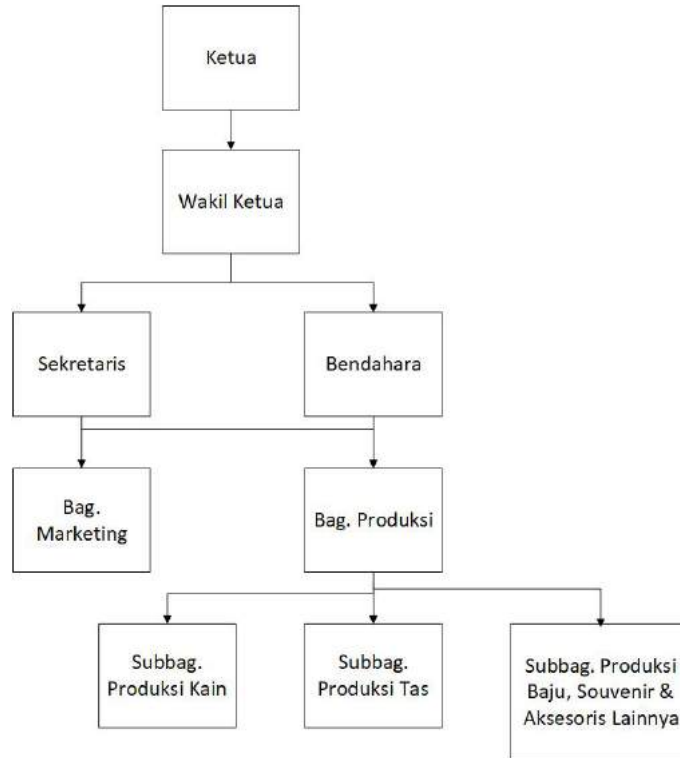 Ketua
Wakil Ketua
Sekretaris
Bendahara
Bag.
Marketing
Bag. Produksi
Subbag.
Produksi Kain
Subbag.
Produksi Tas
Subbag. Produksi
Baju, Souvenir &
Aksesoris Lainnya